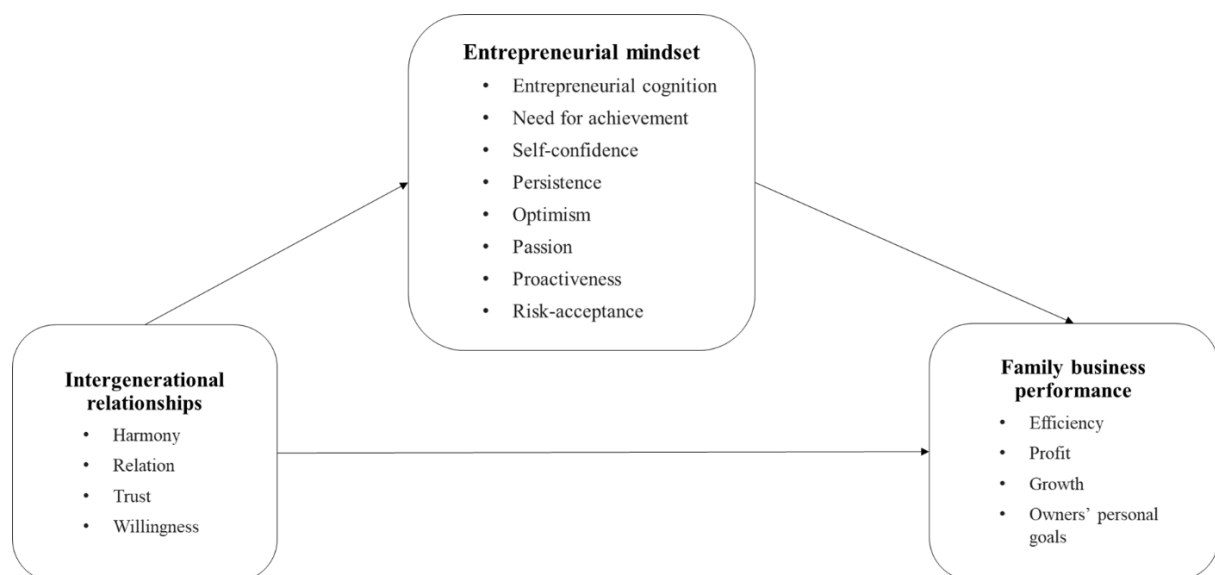 Entrepreneurial mindset
• Entrepreneurial cognition
• Need for achievement
• Self-confidence
• Persistence
• Optimism
• Passion
• Proactiveness
• Risk-acceptance
Intergenerational
relationships
• Harmony
• Relation
• Trust
• Willingness
Family business
performance
• Efficiency
• Profit
• Growth
• Owners’ personal
goals